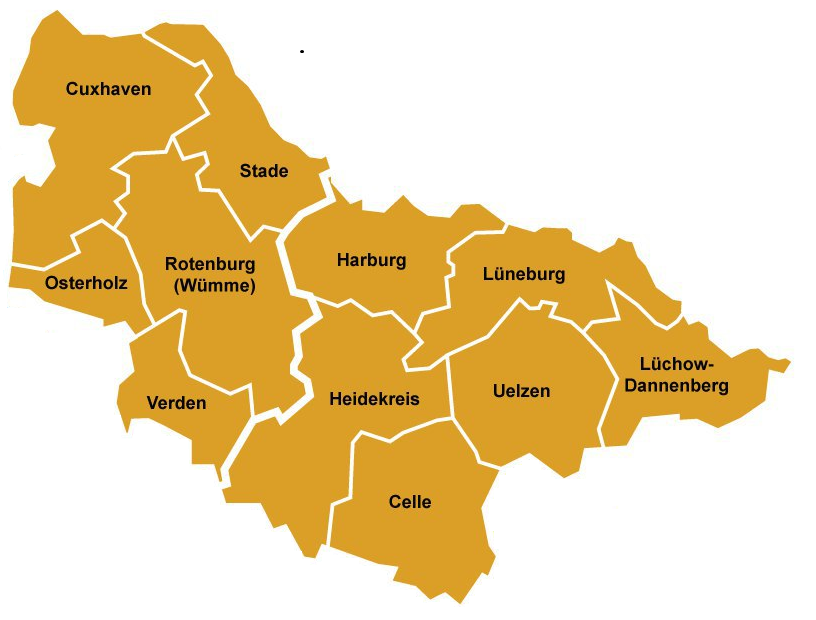 Cuxhaven
Stade
Harburg
Rotenburg
(Wümme)
Lüneburg
Osterholz
Lüchow-
Dannenberg
Uelzen
Heidekreis
Verden
Celle